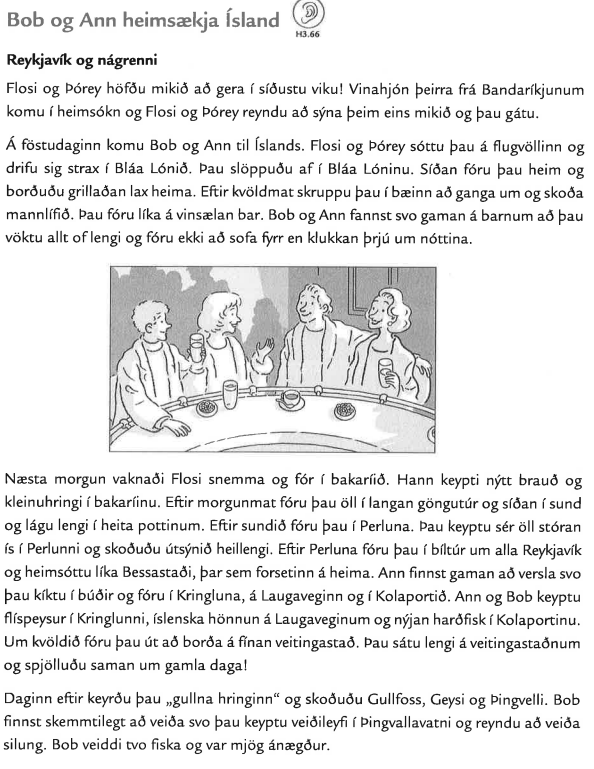 Bob og Ann heimsækja Ísland
H3.66
Reykjavík og nágrenni
Flosi og Þórey höfðu mikið að gera í síðustu viku! Vinahjón þeirra frá Bandaríkjunum
komu í heimsókn og Flosi og Þórey reyndu að sýna þeim eins mikið og þau gátu.
Á föstudaginn komu Bob og Ann til Íslands. Flosi og Þórey sóttu þau á flugvöllinn og
drifu sig strax í Bláa Lónið. Þau slöppuðu af í Bláa Lóninu. Síðan fóru þau heim og
borðuðu grillaðan lax heima. Eftir kvöldmat skruppu þau í bæinn að ganga um og skoða
mannlífið. Þau fóru líka á vinsælan bar. Bob og Ann fannst svo gaman á barnum að þau
vöktu allt of lengi og fóru ekki að sofa fyrr en klukkan þrjú um nóttina.
Næsta morgun vaknaði Flosi snemma og fór í bakaríið. Hann keypti nýtt brauð og
kleinuhringi í bakaríinu. Eftir morgunmat fóru þau öll í langan göngutúr og síðan í sund
og lágu lengi í heita pottinum. Eftir sundið fóru þau í Perluna. Þau keyptu sér öll stóran
ís í Perlunni og skoðuðu útsýnið heillengi. Eftir Perluna fóru þau í bíltúr um alla Reykjavík
og heimsóttu líka Bessastaði, þar sem forsetinn á heima. Ann finnst gaman að versla svo
þau kíktu í búðir og fóru í Kringluna, á Laugaveginn og í Kolaportið. Ann og Bob keyptu
flíspeysur í Kringlunni, íslenska hönnun á Laugaveginum og nýjan harðfisk í Kolaportinu.
Um kvöldið fóru þau út að borða á fínan veitingastað. Þau sátu lengi á veitingastaðnum
og spjölluðu saman um gamla daga!
Daginn eftir keyrðu þau „gullna hringinn“ og skoðuðu Gullfoss, Geysi og Þingvelli. Bob
finnst skemmtilegt að veiða svo þau keyptu veiðileyfi í Þingvallavatni og reyndu að veiða
silung. Bob veiddi tvo fiska og var mjög ánægður.